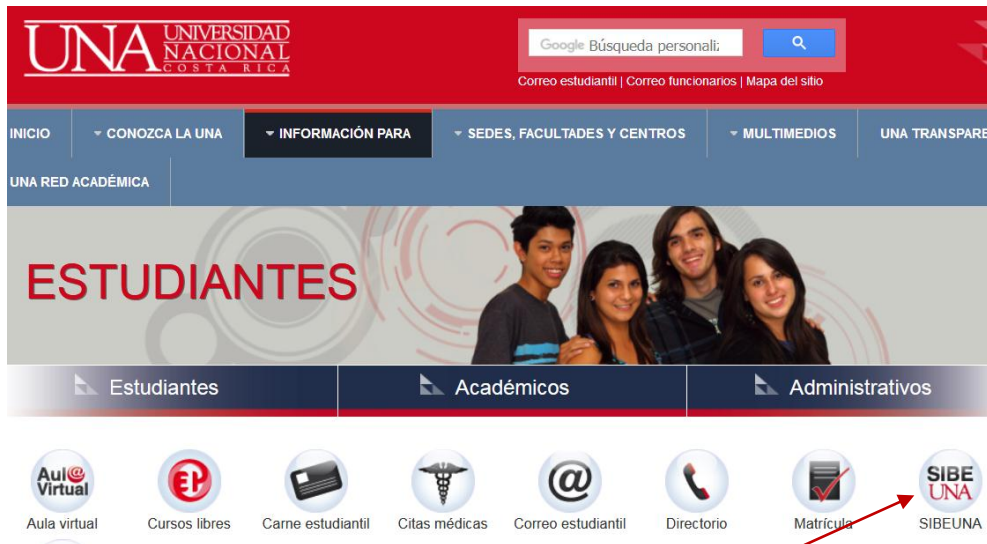 UNA UNIVERSIDAD
NACIONAL
COSTA RICA
Google Búsqueda personali
Correo estudiantil | Correo funcionarios | Mapa del sitio
INICIO CONOZCA LA UNA INFORMACIÓN PARA SEDES, FACULTADES Y CENTROS MULTIMEDIOS UNA TRANSPARE
UNA RED ACADÉMICA
ESTUDIANTES
Estudiantes Académicos Administrativos
Aul@
Virtual
EP
@
SIBE
UNA
Aula virtual Cursos libres Carne estudiantil Citas médicas Correo estudiantil Directorio Matrícula SIBEUNA